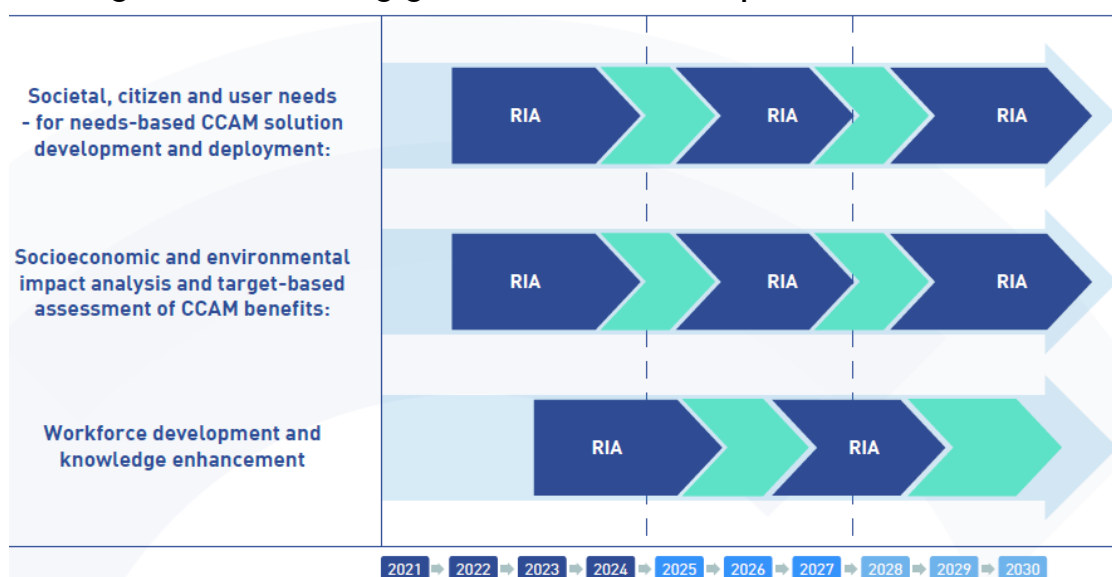 Societal, citizen and user needs
- for needs-based CCAM solution
development and deployment:
RIA RIA RIA
Socioeconomic and environmental
impact analysis and target-based
assessment of CCAM benefits:
RIA RIA RIA
Workforce development and
knowledge enhancement
RIA RIA
2021 2022 2023 2024 2025 2026 2027 2028 2029 2030